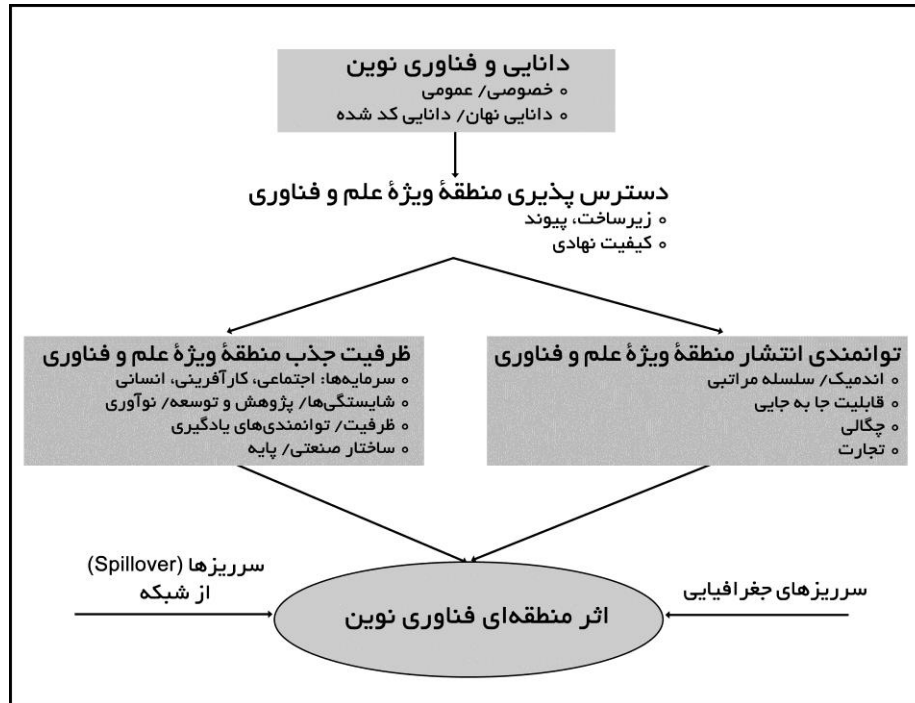 دانایی و فناوری نوین
خصوصی/ عمومی
دانایی نهان/ دانایی کد شده
دسترس پذیری منطقهٔ ویژهٔ علم و فناوری
زیرساخت، پیوند
کیفیت نهادی
توانمندی انتشار منطقهٔ ویژهٔ علم و فناوری
اندمیک/ سلسله مراتبی
قابلیت جا به جایی
چگالی
تجارت
ظرفیت جذب منطقهٔ ویژهٔ علم و فناوری
سرمایه‌ها: اجتماعی، کارآفرینی، انسانی
شایستگی‌ها/ پژوهش و توسعه/ نوآوری
ظرفیت/ توانمندی‌های یادگیری
ساختار صنعتی/ پایه
سرریزهای جغرافیایی
سرریزها (Spillover)
از شبکه
اثر منطقه‌ای فناوری نوین